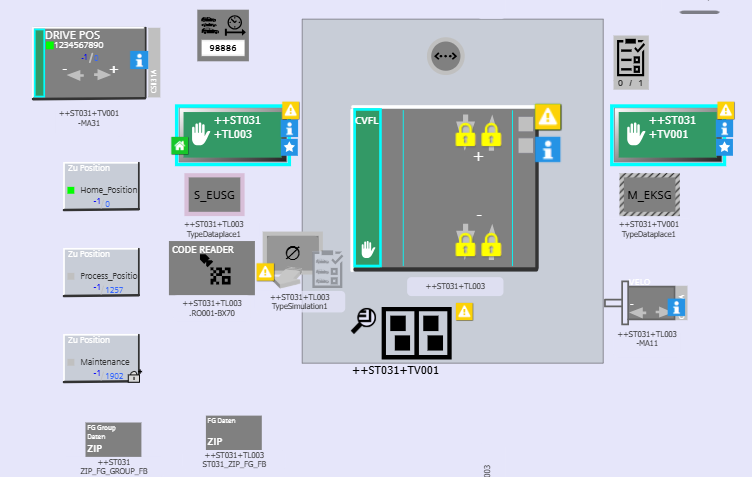 DRIVE POS
1234567890
-1/0
++ST031+TV001
-MA31
98886
0 / 1
++ST031
+TL003
CVFL
++ST031
+TV001
Zu Position
Home_Position
-1 0
S_EUSG
++ST031+TL003
TypeDataplace1
M_EKSG
++ST031+TV001
TypeDataplace1
Zu Position
Process_Positio
-1 1257
CODE READER
++ST031+TL003
.RO001-BX70
++ST031+TL003
TypeSimulation1
++ST031+TL003
++ST031+TL003
-MA11
Zu Position
Maintenance
-1 1902
++ST031+TV001
FG Group
Daten
ZIP
++ST031
ZIP_FG_GROUP_FB
FG Daten
ZIP
++ST031+TL003
ST031_ZIP_FG_FB
003